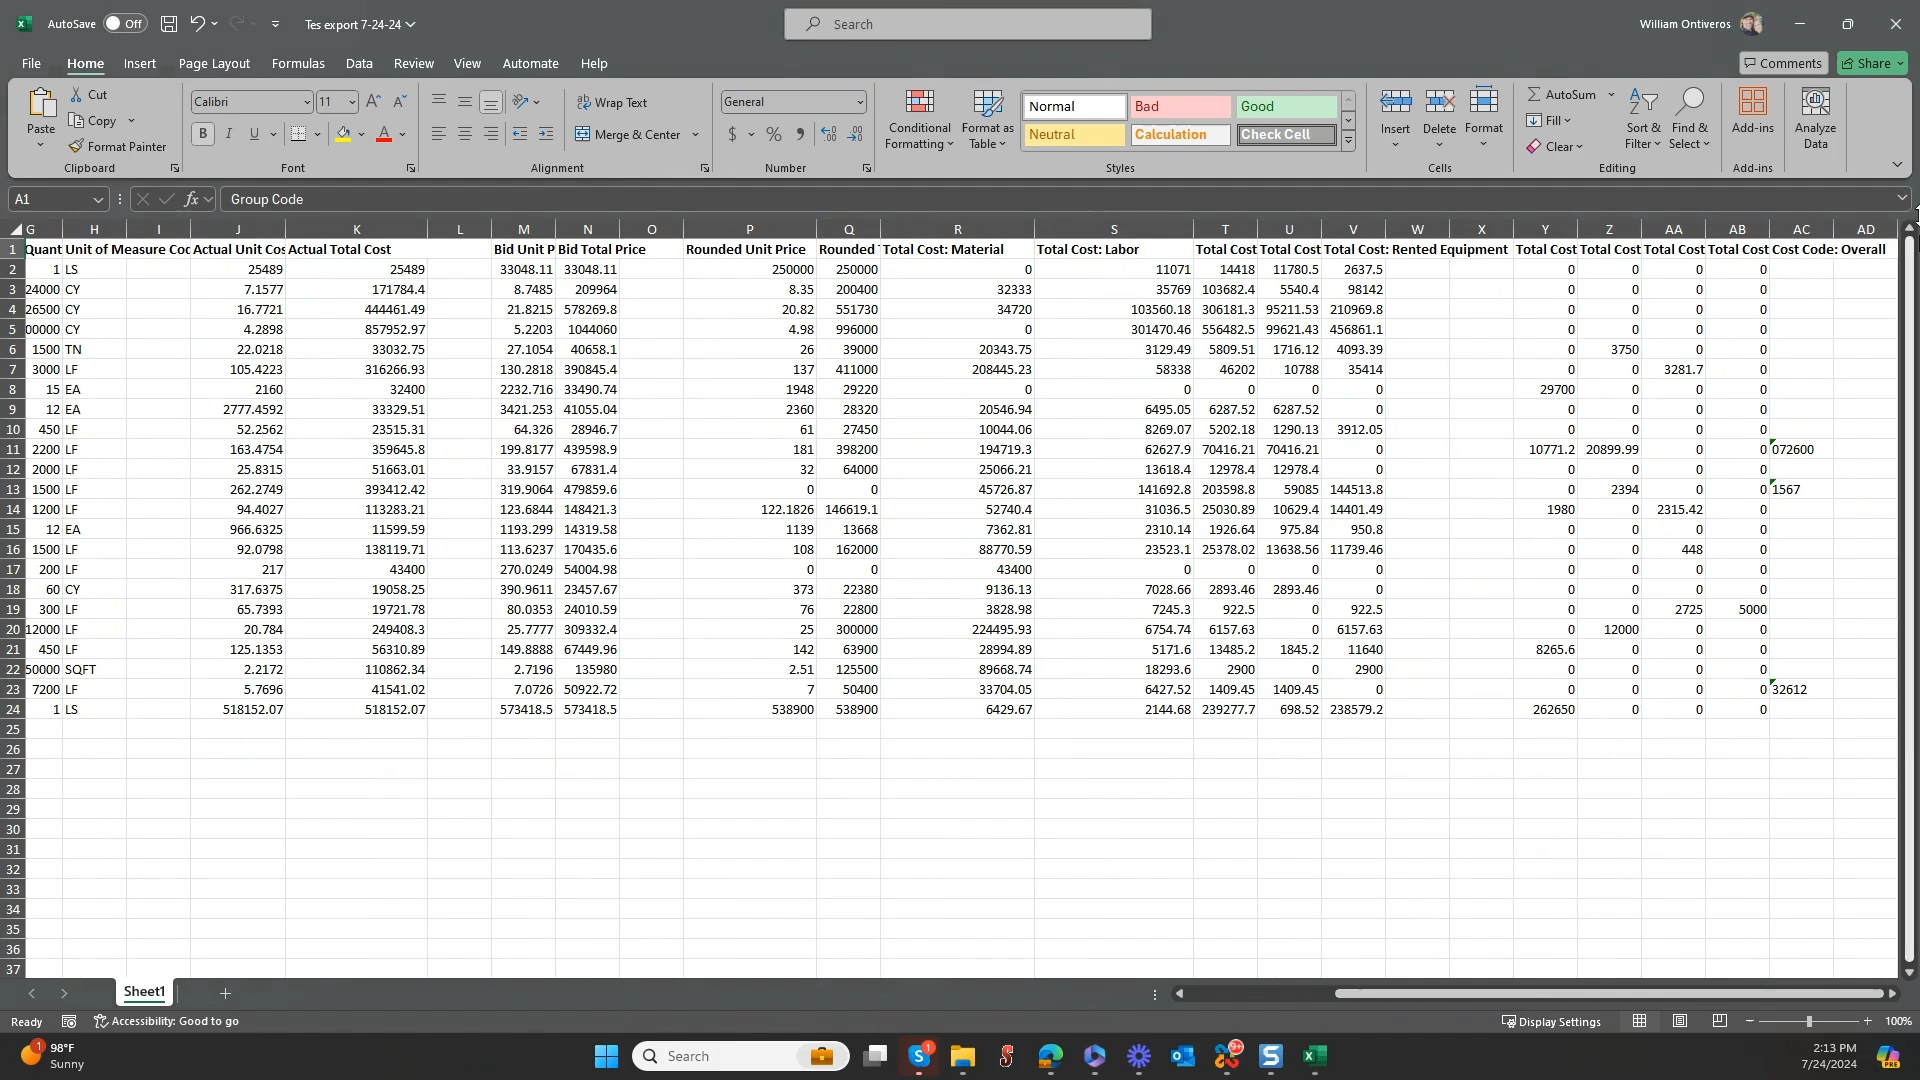 AutoSave Off Tes export 7-24-24 Search William Ontiveros
File Home Insert Page Layout Formulas Data Review View Automate Help Comments Share
Paste Cut Copy Format Painter Clipboard
Calibri 11 B I U Font
Wrap Text Merge & Center Alignment
General $ % Number
Conditional Formatting Format as Table Normal Bad Good Neutral Calculation Check Cell Styles
Insert Delete Format Cells
AutoSum Fill Clear Sort & Filter Find & Select Editing
Add-ins Add-ins Analyze Data
A1 fx Group Code
G H I J K L M N O P Q R S T U V W X Y Z AA AB AC AD
1 Quant Unit of Measure Coc Actual Unit Cos Actual Total Cost Bid Unit P Bid Total Price Rounded Unit Price Rounded Total Cost: Material Total Cost: Labor Total Cost Total Cost Total Cost: Rented Equipment Total Cost Total Cost Total Cost Total Cost Cost Code: Overall
2 1 LS 25489 25489 33048.11 33048.11 250000 250000 0 11071 14418 11780.5 2637.5 0 0 0 0
3 24000 CY 7.1577 171784.4 8.7485 209964 8.35 200400 32333 35769 103682.4 5540.4 98142 0 0 0 0
4 26500 CY 16.7721 444461.49 21.8215 578269.8 20.82 551730 34720 103560.18 306181.3 95211.53 210969.8 0 0 0 0
5 00000 CY 4.2898 857952.97 5.2203 1044060 4.98 996000 0 301470.46 556482.5 99621.43 456861.1 0 0 0 0
6 1500 TN 22.0218 33032.75 27.1054 40658.1 26 39000 20343.75 3129.49 5809.51 1716.12 4093.39 0 3750 0 0
7 3000 LF 105.4223 316266.93 130.2818 390845.4 137 411000 208445.23 58338 46202 10788 35414 0 0 3281.7 0
8 15 EA 2160 32400 2232.716 33490.74 1948 29220 0 0 0 0 0 29700 0 0 0
9 12 EA 2777.4592 33329.51 3421.253 41055.04 2360 28320 20546.94 6495.05 6287.52 6287.52 0 0 0 0 0
10 450 LF 52.2562 23515.31 64.326 28946.7 61 27450 10044.06 8269.07 5202.18 1290.13 3912.05 0 0 0 0
11 2200 LF 163.4754 359645.8 199.8177 439598.9 181 398200 194719.3 62627.9 70416.21 70416.21 0 10771.2 20899.99 0 0 072600
12 2000 LF 25.8315 51663.01 33.9157 67831.4 32 64000 25066.21 13618.4 12978.4 12978.4 0 0 0 0 0
13 1500 LF 262.2749 393412.42 319.9064 479859.6 0 0 45726.87 141692.8 203598.8 59085 144513.8 0 2394 0 0 1567
14 1200 LF 94.4027 113283.21 123.6844 148421.3 122.1826 146619.1 52740.4 31036.5 25030.89 10629.4 14401.49 1980 0 2315.42 0
15 12 EA 966.6325 11599.59 1193.299 14319.58 1139 13668 7362.81 2310.14 1926.64 975.84 950.8 0 0 0 0
16 1500 LF 92.0798 138119.71 113.6237 170435.6 108 162000 88770.59 23523.1 25378.02 13638.56 11739.46 0 0 448 0
17 200 LF 217 43400 270.0249 54004.98 0 0 43400 0 0 0 0 0 0 0 0
18 60 CY 317.6375 19058.25 390.9611 23457.67 373 22380 9136.13 7028.66 2893.46 2893.46 0 0 0 0 0
19 300 LF 65.7393 19721.78 80.0353 24010.59 76 22800 3828.98 7245.3 922.5 0 922.5 0 0 2725 5000
20 12000 LF 20.784 249408.3 25.7777 309332.4 25 300000 224495.93 6754.74 6157.63 0 6157.63 0 12000 0 0
21 450 LF 125.1353 56310.89 149.8888 67449.96 142 63900 28994.89 5171.6 13485.2 1845.2 11640 8265.6 0 0 0
22 50000 SQFT 2.2172 110862.34 2.7196 135980 2.51 125500 89668.74 18293.6 2900 0 2900 0 0 0 0
23 7200 LF 5.7696 41541.02 7.0726 50922.72 7 50400 33704.05 6427.52 1409.45 1409.45 0 0 0 0 0 32612
24 1 LS 518152.07 518152.07 573418.5 573418.5 538900 538900 6429.67 2144.68 239277.7 698.52 238579.2 262650 0 0 0
25
26
27
28
29
30
31
32
33
34
35
36
37
Sheet1
Ready Accessibility: Good to go Display Settings 100%
1 98°F Search 1 9+ 2:13 PM
Sunny 7/24/2024